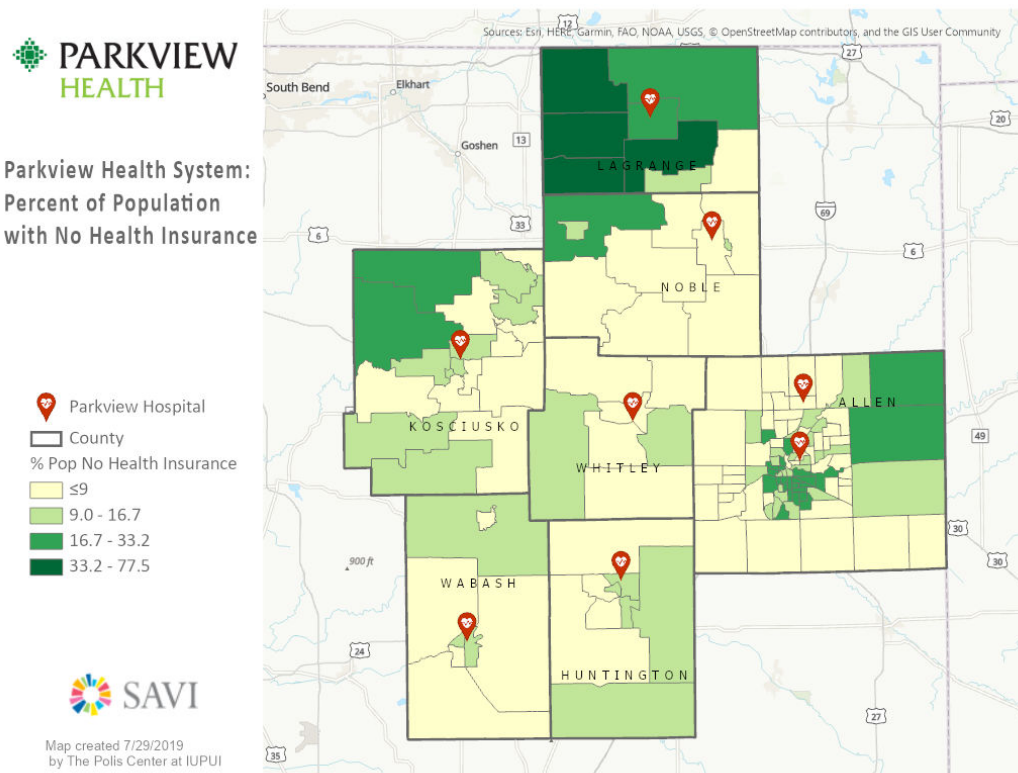 PARKVIEW
HEALTH
Parkview Health System:
Percent of Population
with No Health Insurance
Parkview Hospital
County
% Pop No Health Insurance
≤9
9.0 - 16.7
16.7 - 33.2
33.2 - 77.5
SAVI
Map created 7/29/2019
by The Polis Center at IUPUI
Sources: Esri, HERE, Garmin, FAO, NOAA, USGS, © OpenStreetMap contributors, and the GIS User Community
12
27
South Bend
Elkhart
20
13
Goshen
LAGRANGE
33
69
6
6
NOBLE
ALLEN
KOSCIUSKO
49
WHITLEY
30
900 ft
30
WABASH
24
HUNTINGTON
27
35